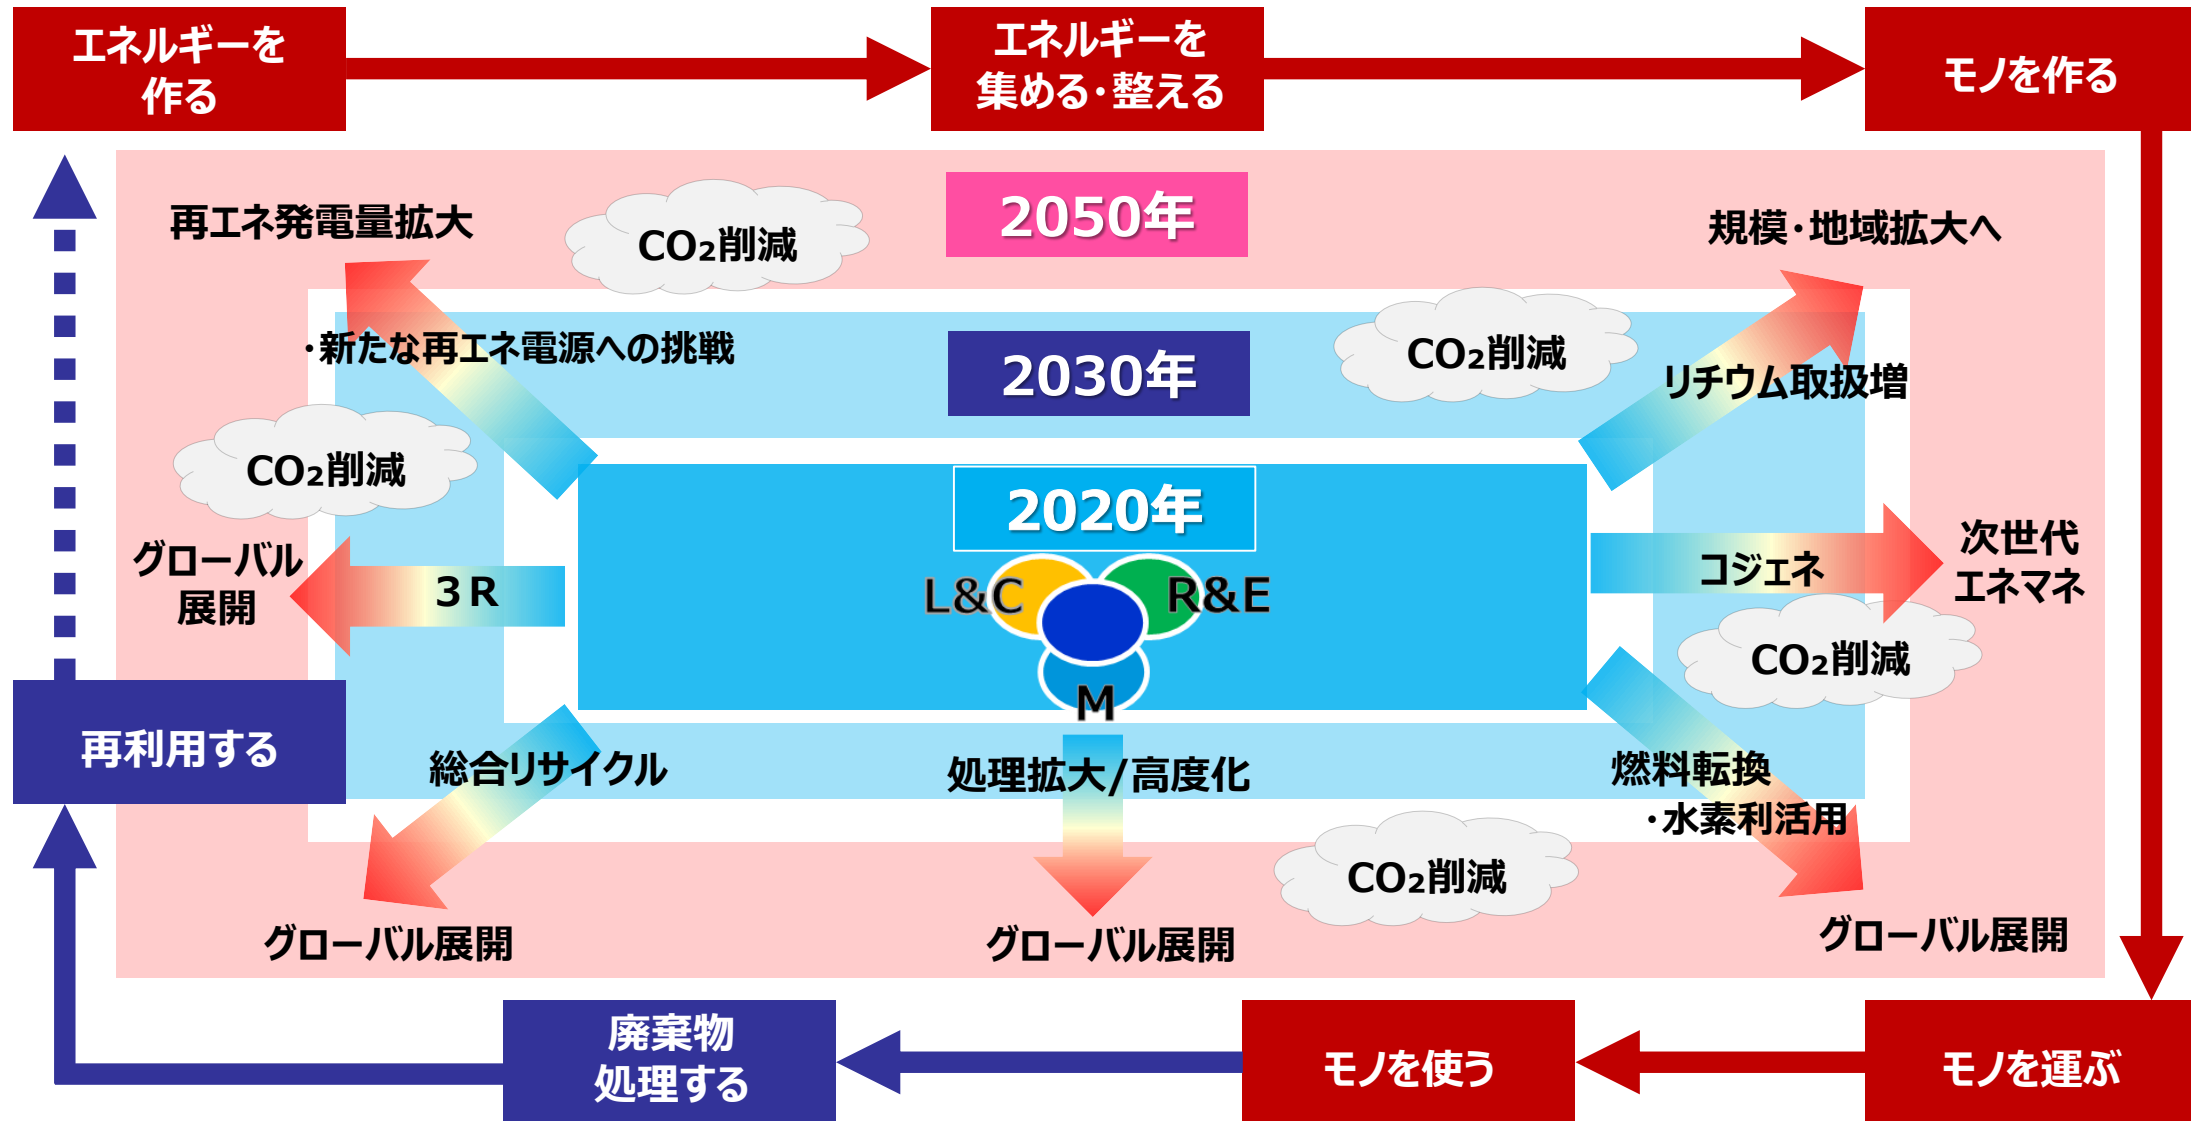 エネルギーを
作る
エネルギーを
集める・整える
モノを作る
2050年
再エネ発電量拡大
CO₂削減
規模・地域拡大へ
・新たな再エネ電源への挑戦
2030年
CO₂削減
リチウム取扱増
CO₂削減
2020年
グローバル
展開
３Ｒ
L&C
R&E
M
コジェネ
次世代
エネマネ
CO₂削減
再利用する
総合リサイクル
処理拡大/高度化
燃料転換
・水素利活用
CO₂削減
グローバル展開
グローバル展開
グローバル展開
廃棄物
処理する
モノを使う
モノを運ぶ